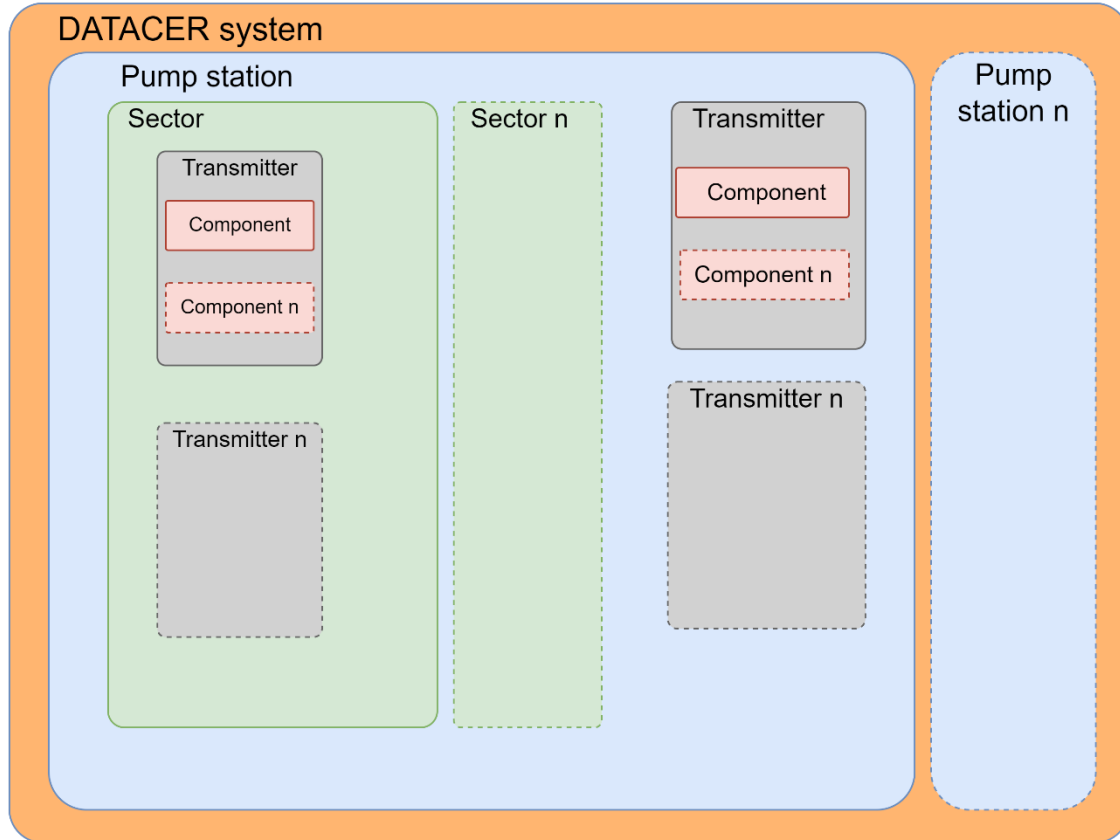 DATACER system
Pump station
Pump
station n
Sector
Sector n
Transmitter
Transmitter
Component
Component n
Transmitter n
Component
Component n
Transmitter n